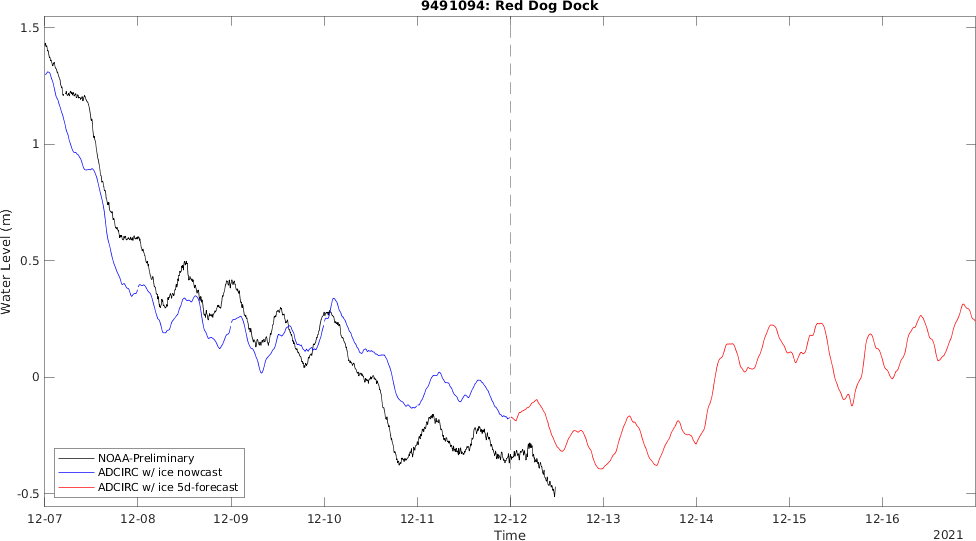 9491094: Red Dog Dock
1.5
1
0.5
0
-0.5
Water Level (m)
NOAA-Preliminary
ADCIRC w/ ice nowcast
ADCIRC w/ ice 5d-forecast
12-07 12-08 12-09 12-10 12-11 12-12 12-13 12-14 12-15 12-16
Time
2021